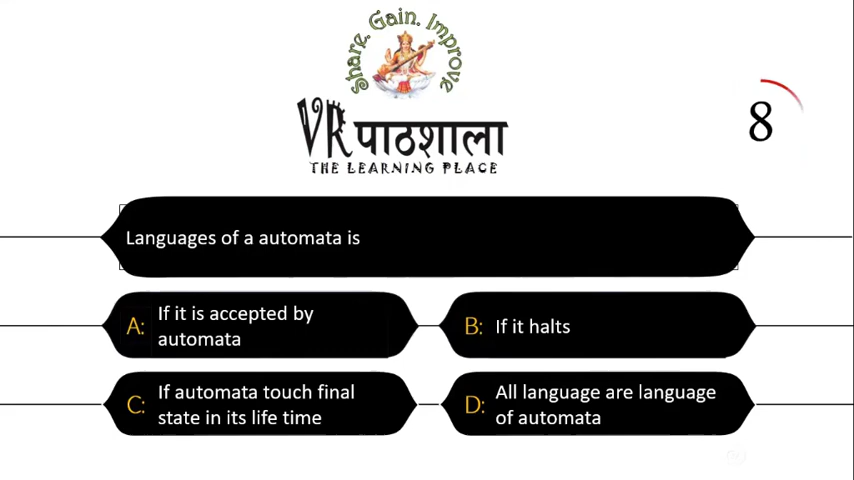 Share. Gain. Improve
VR पाठशाला
THE LEARNING PLACE
8
Languages of a automata is
A: If it is accepted by
automata
B: If it halts
C: If automata touch final
state in its life time
D: All language are language
of automata